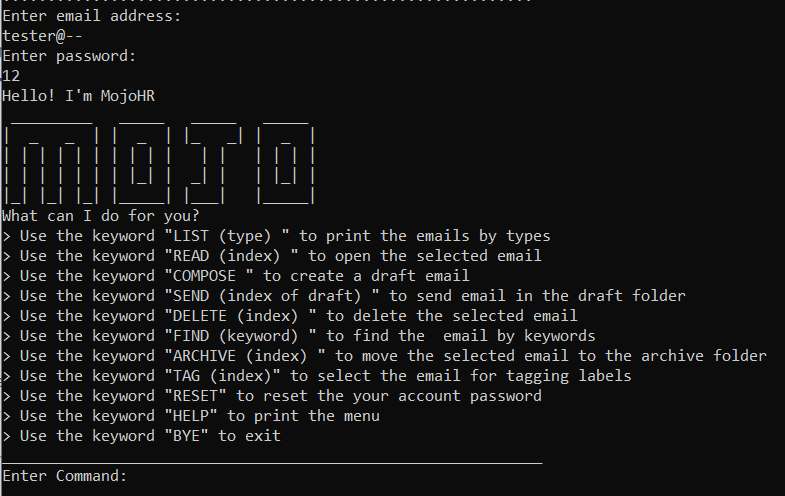 Enter email address:
tester@--
Enter password:
12
Hello! I'm MojoHR
MOJO
What can I do for you?
> Use the keyword "LIST (type) " to print the emails by types
> Use the keyword "READ (index) " to open the selected email
> Use the keyword "COMPOSE " to create a draft email
> Use the keyword "SEND (index of draft) " to send email in the draft folder
> Use the keyword "DELETE (index) " to delete the selected email
> Use the keyword "FIND (keyword) " to find the  email by keywords
> Use the keyword "ARCHIVE (index) " to move the selected email to the archive folder
> Use the keyword "TAG (index)" to select the email for tagging labels
> Use the keyword "RESET" to reset the your account password
> Use the keyword "HELP" to print the menu
> Use the keyword "BYE" to exit
Enter Command: